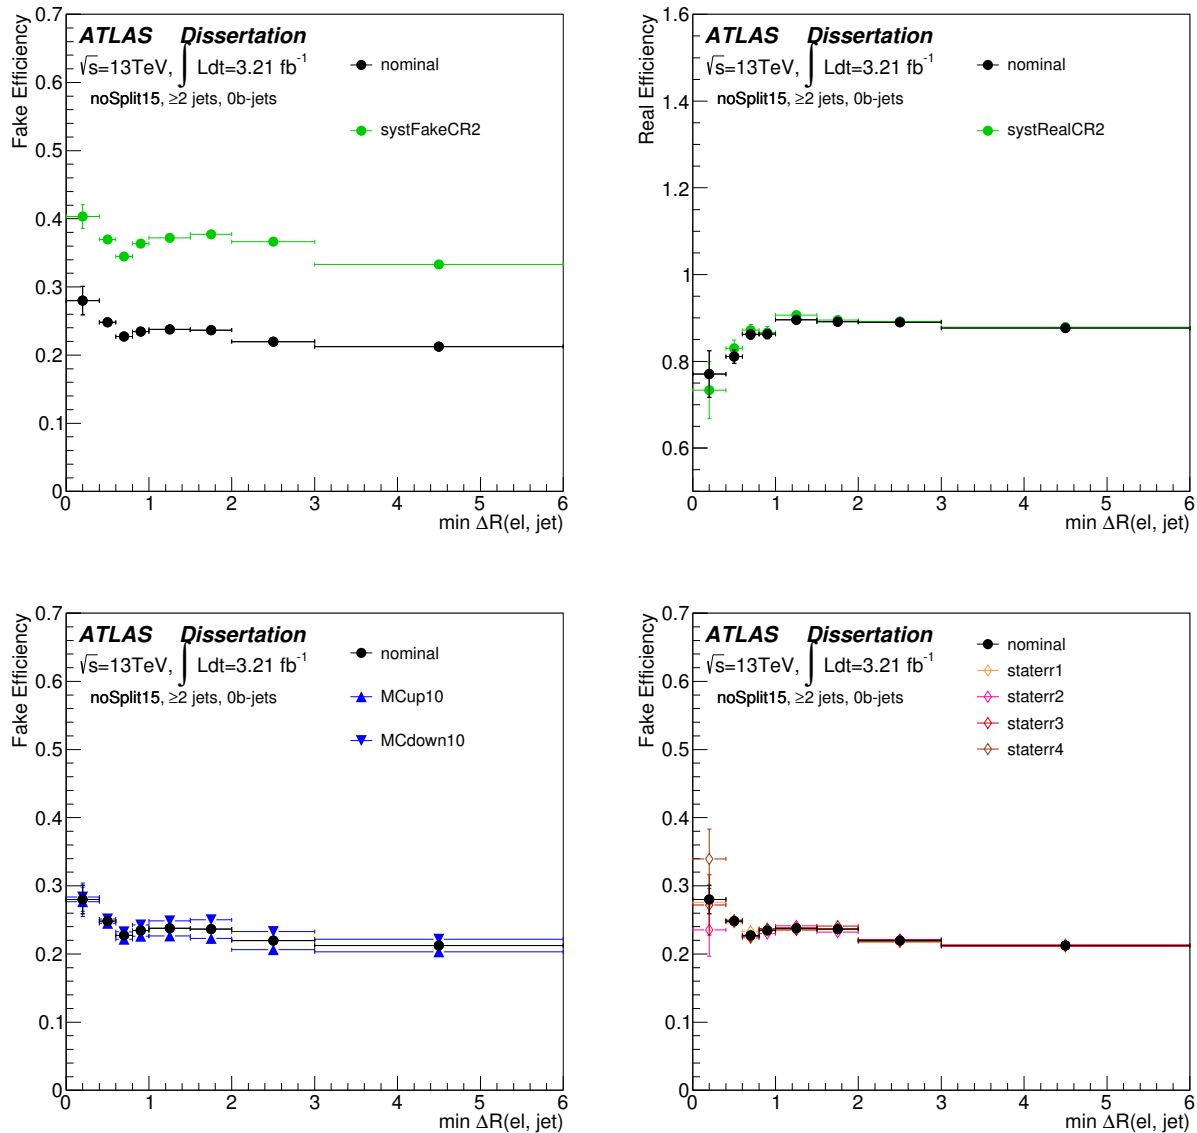 Fake Efficiency
0.7
0.6
0.5
0.4
0.3
0.2
0.1
0
ATLAS Dissertation
√s=13TeV, ∫ Ldt=3.21 fb⁻¹
noSplit15, ≥2 jets, 0b-jets
nominal
systFakeCR2
0 1 2 3 4 5 6
min ΔR(el, jet)
Real Efficiency
1.6
1.4
1.2
1
0.8
0.6
ATLAS Dissertation
√s=13TeV, ∫ Ldt=3.21 fb⁻¹
noSplit15, ≥2 jets, 0b-jets
nominal
systRealCR2
0 1 2 3 4 5 6
min ΔR(el, jet)
Fake Efficiency
0.7
0.6
0.5
0.4
0.3
0.2
0.1
0
ATLAS Dissertation
√s=13TeV, ∫ Ldt=3.21 fb⁻¹
noSplit15, ≥2 jets, 0b-jets
nominal
MCup10
MCdown10
0 1 2 3 4 5 6
min ΔR(el, jet)
Fake Efficiency
0.7
0.6
0.5
0.4
0.3
0.2
0.1
0
ATLAS Dissertation
√s=13TeV, ∫ Ldt=3.21 fb⁻¹
noSplit15, ≥2 jets, 0b-jets
nominal
staterr1
staterr2
staterr3
staterr4
0 1 2 3 4 5 6
min ΔR(el, jet)